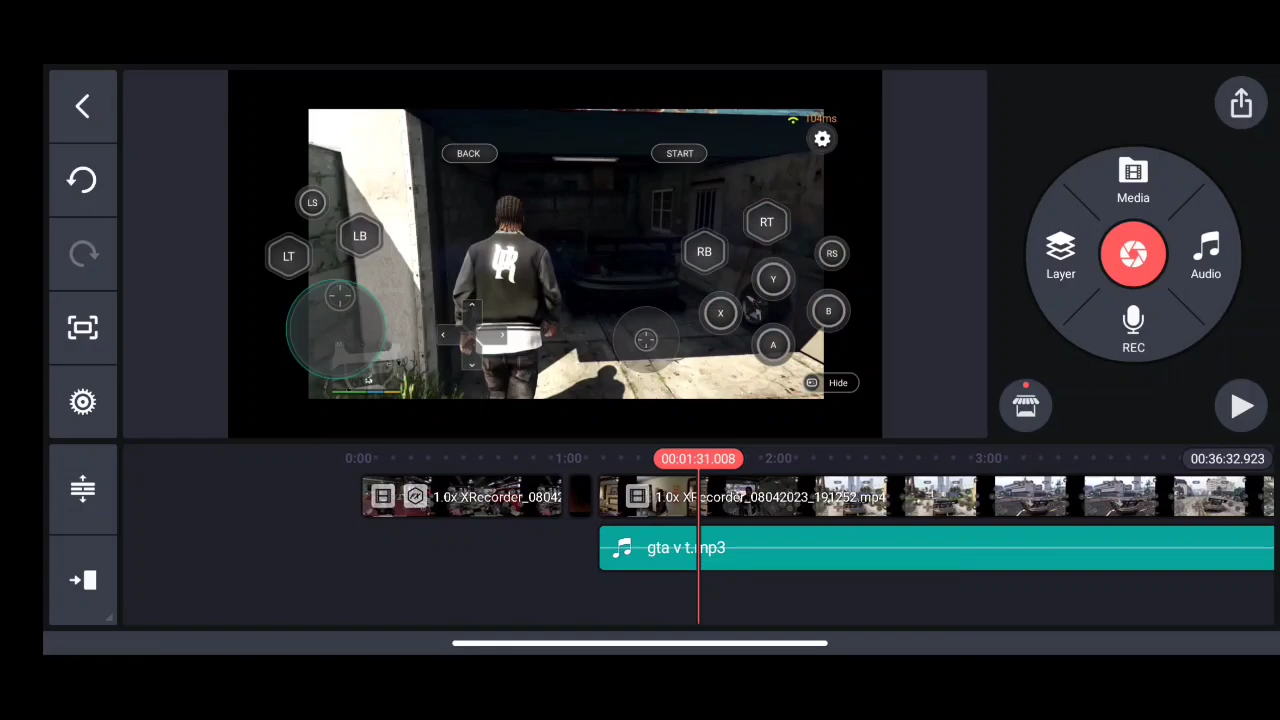 104ms
BACK
START
LS
LB
LT
RT
RB
RS
Y
X
B
A
Hide
Media
Layer
Audio
REC
0:00
1:00
00:01:31.008
2:00
3:00
00:36:32.923
1.0x XRecorder_0804
1.0x XRecorder_08042023_191252.mp4
gta v t.mp3